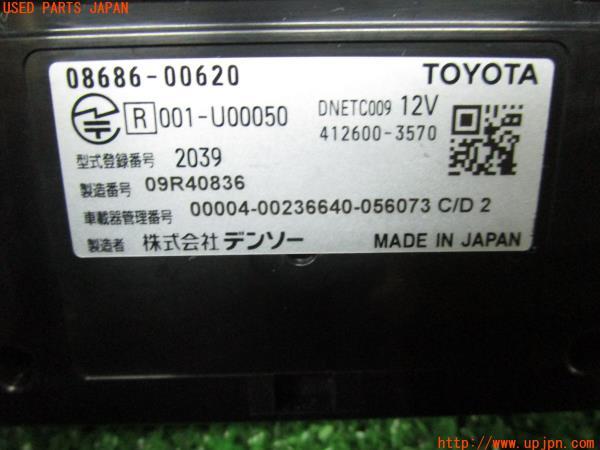 USED PARTS JAPAN
08686-00620 TOYOTA
R 001-U00050 DNETC009 12V
412600-3570
型式登録番号 2039
製造番号 09R40836
車載器管理番号 00004-00236640-056073 C/D 2
製造者 株式会社 デンソー MADE IN JAPAN
http://www.upjpn.com/